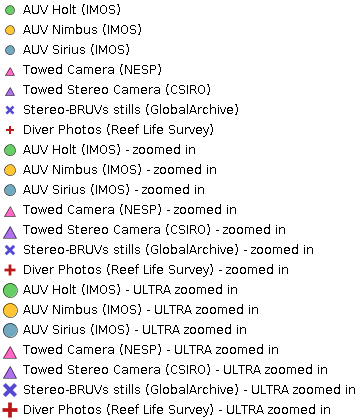 AUV Holt (IMOS)
AUV Nimbus (IMOS)
AUV Sirius (IMOS)
Towed Camera (NESP)
Towed Stereo Camera (CSIRO)
Stereo-BRUVs stills (GlobalArchive)
Diver Photos (Reef Life Survey)
AUV Holt (IMOS) - zoomed in
AUV Nimbus (IMOS) - zoomed in
AUV Sirius (IMOS) - zoomed in
Towed Camera (NESP) - zoomed in
Towed Stereo Camera (CSIRO) - zoomed in
Stereo-BRUVs stills (GlobalArchive) - zoomed in
Diver Photos (Reef Life Survey) - zoomed in
AUV Holt (IMOS) - ULTRA zoomed in
AUV Nimbus (IMOS) - ULTRA zoomed in
AUV Sirius (IMOS) - ULTRA zoomed in
Towed Camera (NESP) - ULTRA zoomed in
Towed Stereo Camera (CSIRO) - ULTRA zoomed in
Stereo-BRUVs stills (GlobalArchive) - ULTRA zoomed in
Diver Photos (Reef Life Survey) - ULTRA zoomed in